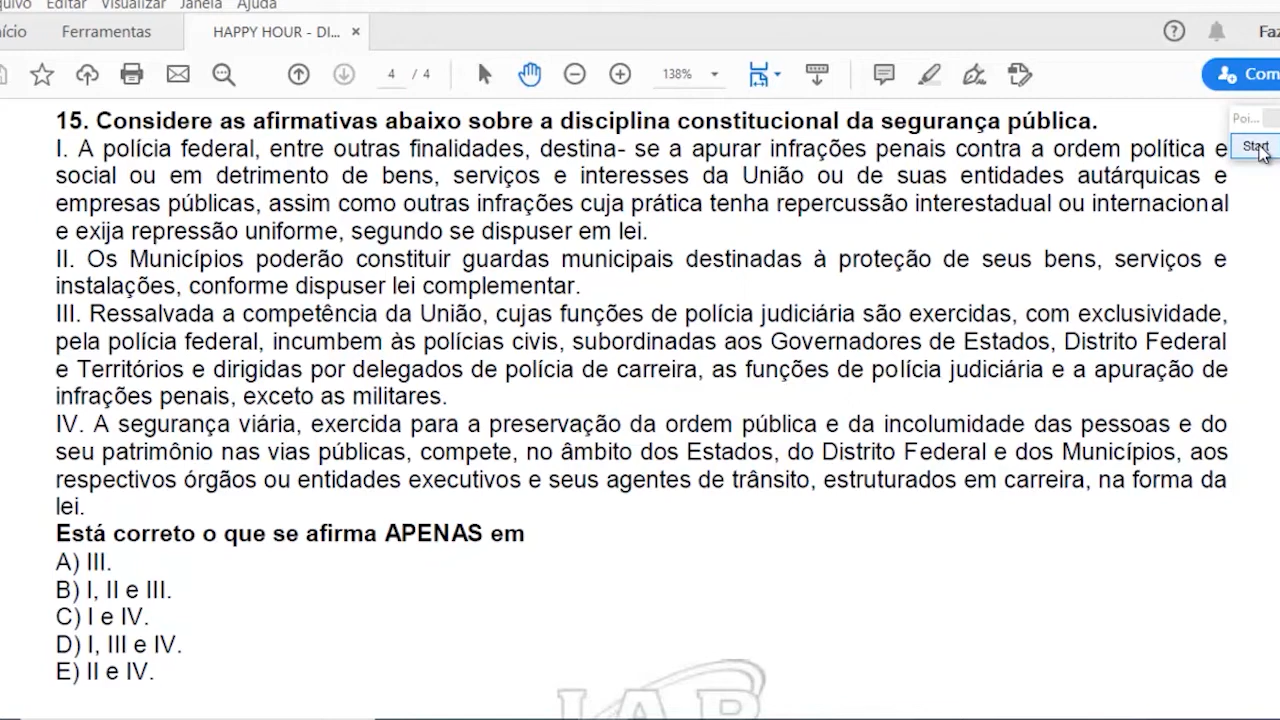 quivo Editar Visualizar Janela Ajuda
ício Ferramentas HAPPY HOUR - DI... × ? Faz
4 / 4 138% Com
Poi...
Start
15. Considere as afirmativas abaixo sobre a disciplina constitucional da segurança pública.
I. A polícia federal, entre outras finalidades, destina- se a apurar infrações penais contra a ordem política e
social ou em detrimento de bens, serviços e interesses da União ou de suas entidades autárquicas e
empresas públicas, assim como outras infrações cuja prática tenha repercussão interestadual ou internacional
e exija repressão uniforme, segundo se dispuser em lei.
II. Os Municípios poderão constituir guardas municipais destinadas à proteção de seus bens, serviços e
instalações, conforme dispuser lei complementar.
III. Ressalvada a competência da União, cujas funções de polícia judiciária são exercidas, com exclusividade,
pela polícia federal, incumbem às polícias civis, subordinadas aos Governadores de Estados, Distrito Federal
e Territórios e dirigidas por delegados de polícia de carreira, as funções de polícia judiciária e a apuração de
infrações penais, exceto as militares.
IV. A segurança viária, exercida para a preservação da ordem pública e da incolumidade das pessoas e do
seu patrimônio nas vias públicas, compete, no âmbito dos Estados, do Distrito Federal e dos Municípios, aos
respectivos órgãos ou entidades executivos e seus agentes de trânsito, estruturados em carreira, na forma da
lei.
Está correto o que se afirma APENAS em
A) III.
B) I, II e III.
C) I e IV.
D) I, III e IV.
E) II e IV.